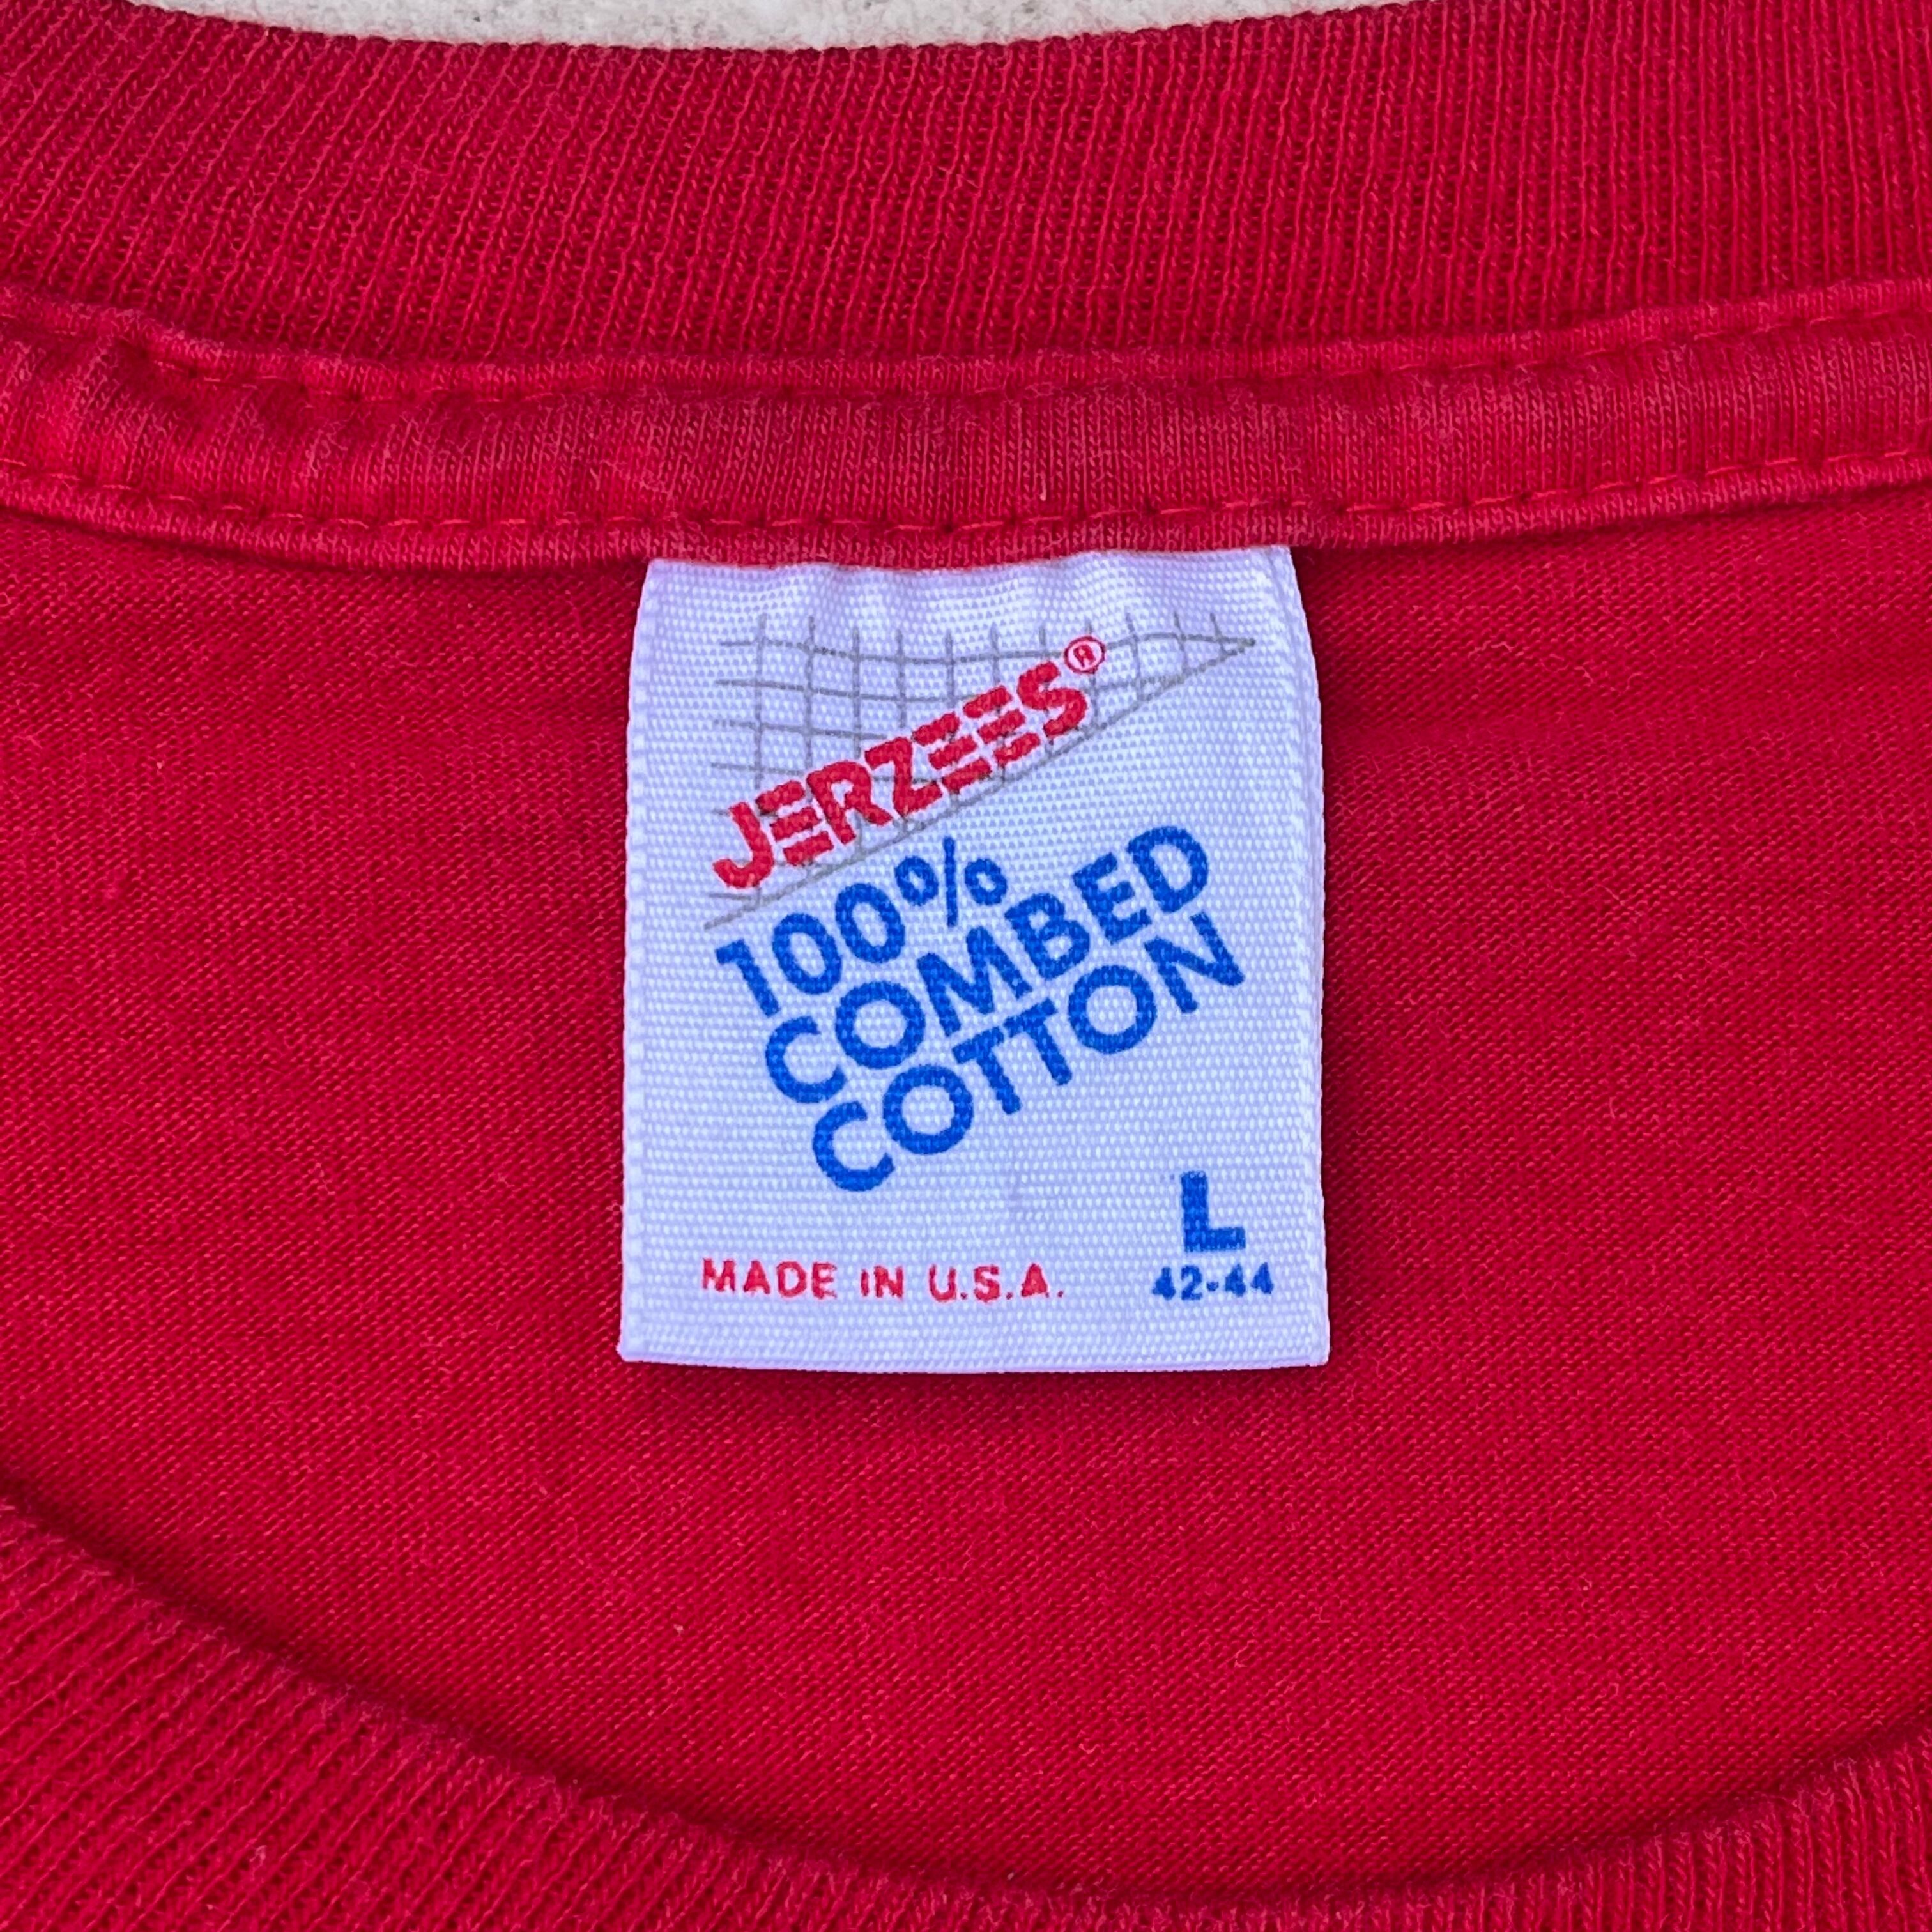 JERZEES®
100%
COMBED
COTTON
L
MADE IN U.S.A. 42-44